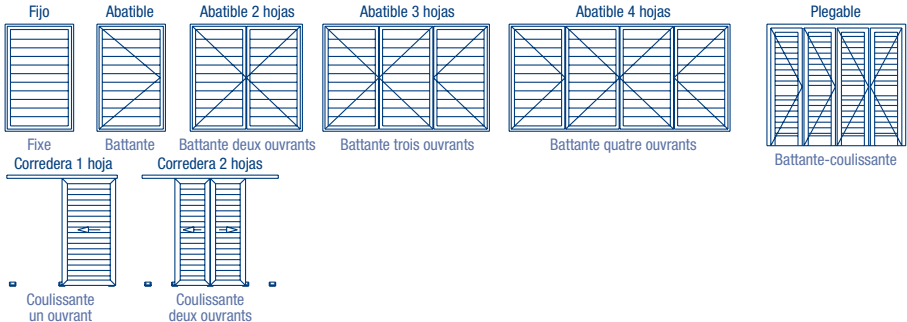 Fijo
Abatible
Abatible 2 hojas
Abatible 3 hojas
Abatible 4 hojas
Plegable
Fixe
Battante
Battante deux ouvrants
Battante trois ouvrants
Battante quatre ouvrants
Battante-coulissante
Corredera 1 hoja
Corredera 2 hojas
Coulissante
un ouvrant
Coulissante
deux ouvrants